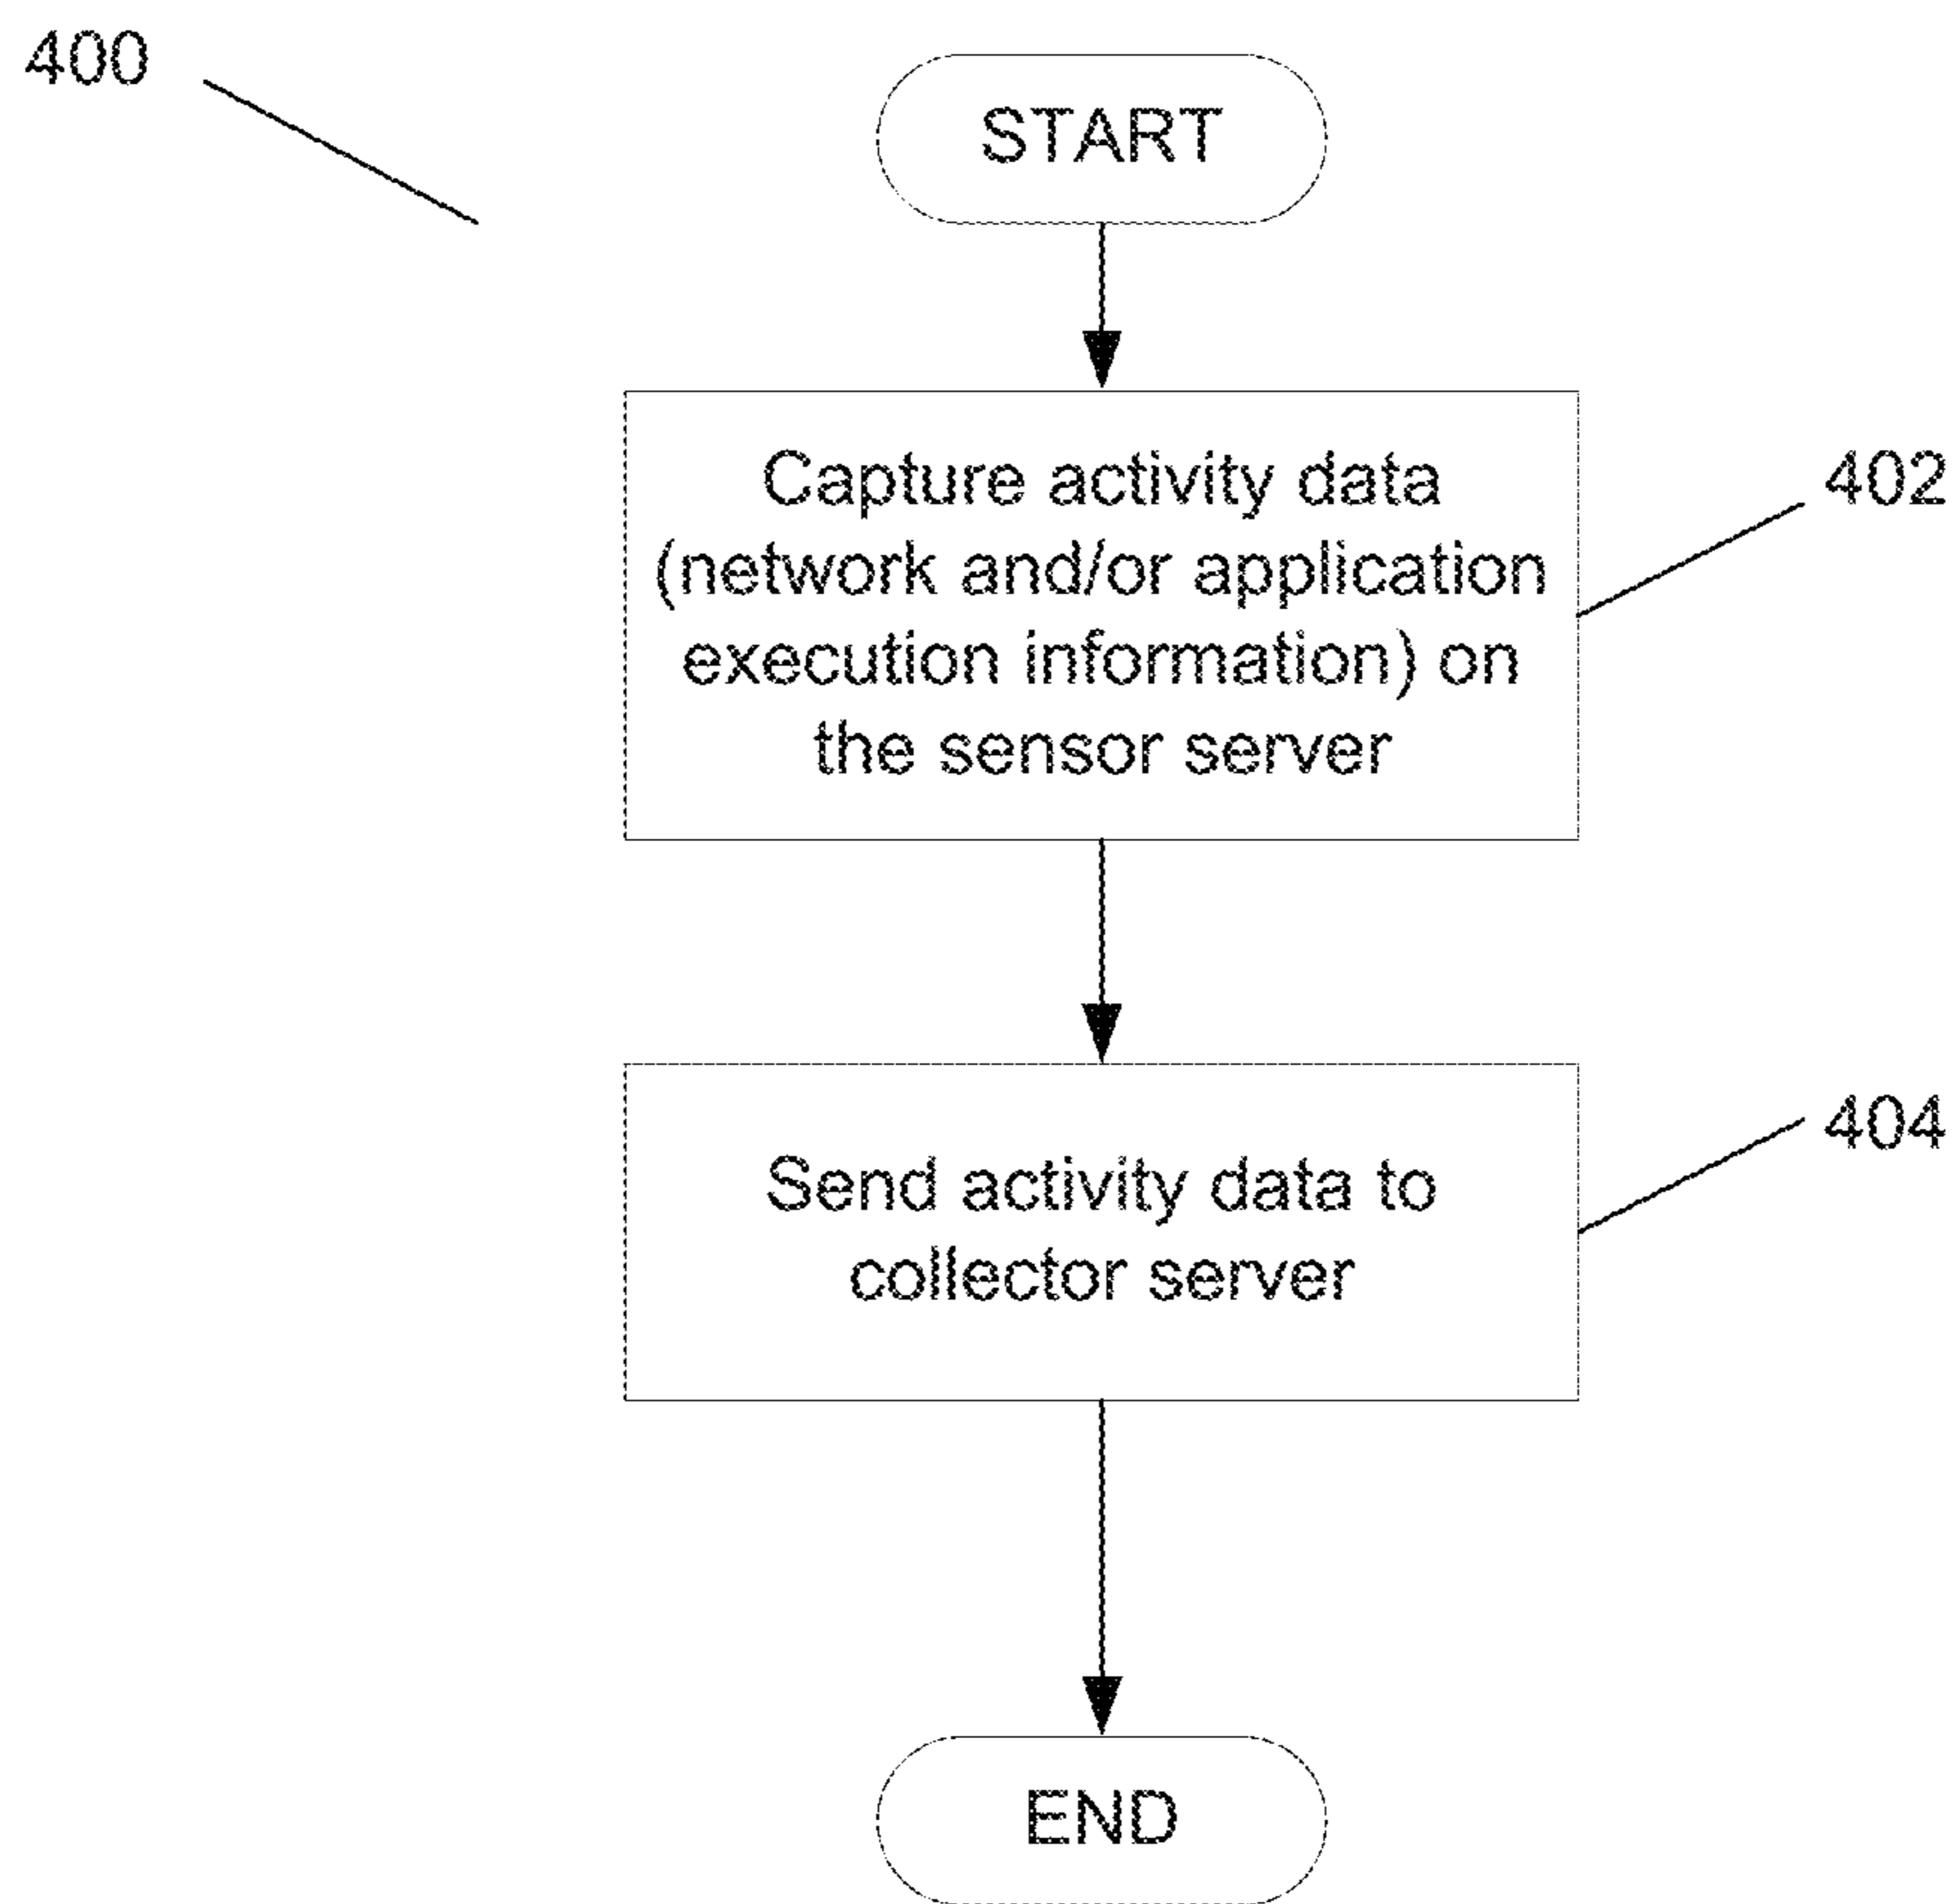 400
START
Capture activity data
(network and/or application
execution information) on
the sensor server
402
Send activity data to
collector server
404
END